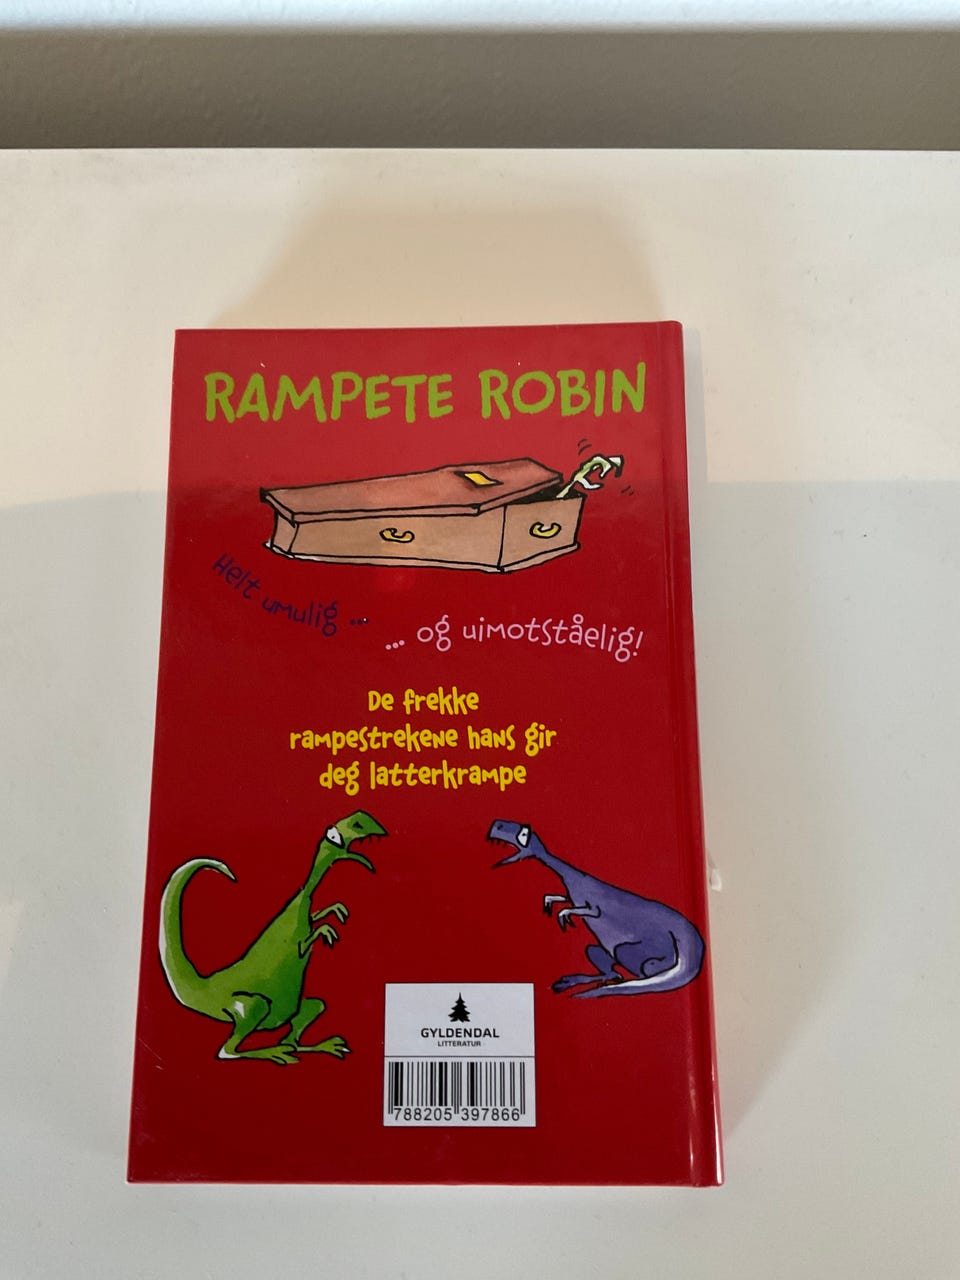 RAMPETE ROBIN
Helt umulig ...
... og uimotståelig!
De frekke
rampestrekene hans gir
deg latterkrampe
GYLDENDAL
LITTERATUR
788205 397866